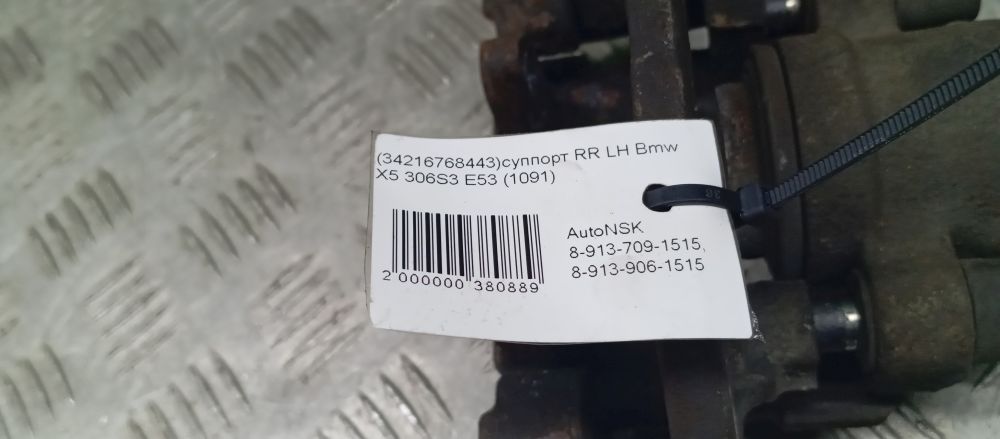 (34216768443)суппорт RR LH Bmw
X5 306S3 E53 (1091)
AutoNSK
8-913-709-1515,
8-913-906-1515
2 000000 380889